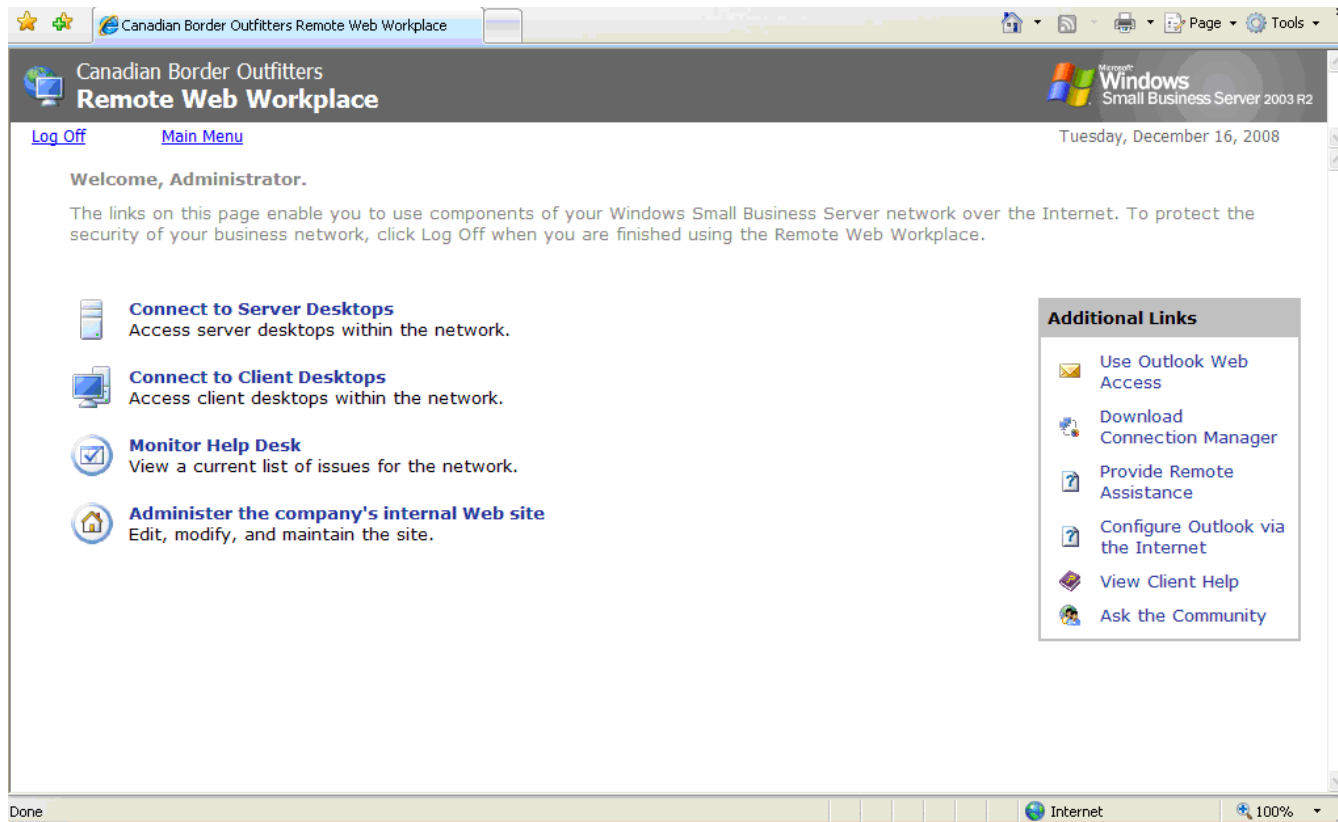 Canadian Border Outfitters Remote Web Workplace
Page
Tools
Canadian Border Outfitters
Remote Web Workplace
Microsoft
Windows
Small Business Server 2003 R2
Log Off
Main Menu
Tuesday, December 16, 2008
Welcome, Administrator.
The links on this page enable you to use components of your Windows Small Business Server network over the Internet. To protect the
security of your business network, click Log Off when you are finished using the Remote Web Workplace.
Connect to Server Desktops
Access server desktops within the network.
Connect to Client Desktops
Access client desktops within the network.
Monitor Help Desk
View a current list of issues for the network.
Administer the company's internal Web site
Edit, modify, and maintain the site.
Additional Links
Use Outlook Web
Access
Download
Connection Manager
Provide Remote
Assistance
Configure Outlook via
the Internet
View Client Help
Ask the Community
Done
Internet
100%